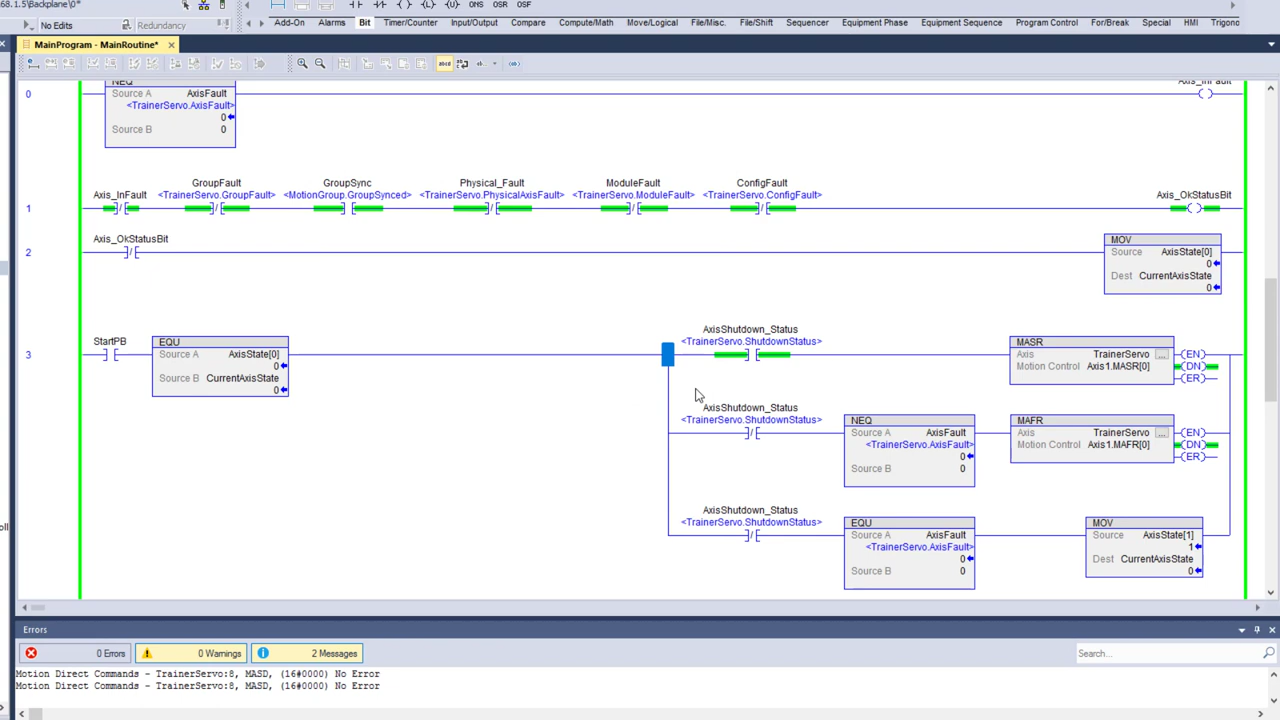 68.1.5\Backplane\0*
No Edits
Redundancy
OHS OSR OSF
Add-On Alarms Bit Timer/Counter Input/Output Compare Compute/Math Move/Logical File/Misc. File/Shift Sequencer Equipment Phase Equipment Sequence Program Control For/Break Special HMI Trigono
MainProgram - MainRoutine*
abcd
NEQ
Axis_InFault
0
Source A AxisFault
<TrainerServo.AxisFault>
0
Source B 0
GroupFault GroupSync Physical_Fault ModuleFault ConfigFault
Axis_InFault <TrainerServo.GroupFault> <MotionGroup.GroupSynced> <TrainerServo.PhysicalAxisFault> <TrainerServo.ModuleFault> <TrainerServo.ConfigFault> Axis_OkStatusBit
1
Axis_OkStatusBit
2
MOV
Source AxisState[0]
0
Dest CurrentAxisState
0
3
StartPB
EQU
Source A AxisState[0]
0
Source B CurrentAxisState
0
AxisShutdown_Status
<TrainerServo.ShutdownStatus>
MASR
Axis TrainerServo ... (EN)
Motion Control Axis1.MASR[0] (DN)
(ER)
AxisShutdown_Status
<TrainerServo.ShutdownStatus>
NEQ
Source A AxisFault
<TrainerServo.AxisFault>
0
Source B 0
MAFR
Axis TrainerServo ... (EN)
Motion Control Axis1.MAFR[0] (DN)
(ER)
AxisShutdown_Status
<TrainerServo.ShutdownStatus>
EQU
Source A AxisFault
<TrainerServo.AxisFault>
0
Source B 0
MOV
Source AxisState[1]
1
Dest CurrentAxisState
0
oll
Errors
0 Errors 0 Warnings 2 Messages
Search...
Motion Direct Commands - TrainerServo:8, MASD, (16#0000) No Error
Motion Direct Commands - TrainerServo:8, MASD, (16#0000) No Error